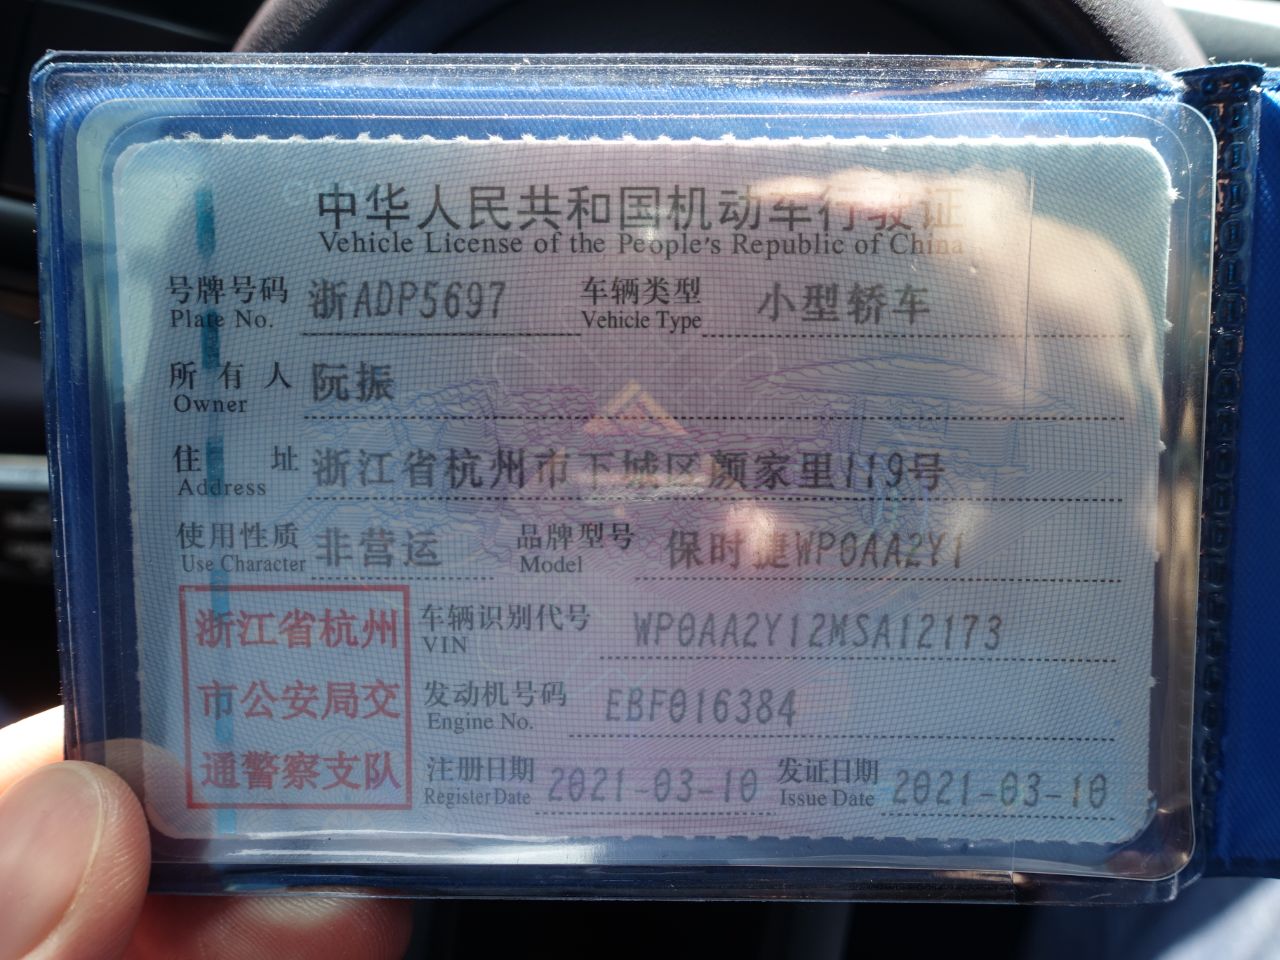 中华人民共和国机动车行驶证
Vehicle License of the People's Republic of China
号牌号码 浙ADP5697 车辆类型 小型轿车
Plate No. Vehicle Type
所有人 阮振
Owner
住址 浙江省杭州市下城区颜家里119号
Address
使用性质 非营运 品牌型号 保时捷WP0AA2Y1
Use Character Model
浙江省杭州
市公安局交
通警察支队
车辆识别代号 WP0AA2Y12MSA12173
VIN
发动机号码 EBF016384
Engine No.
注册日期 2021-03-10 发证日期 2021-03-10
Register Date Issue Date